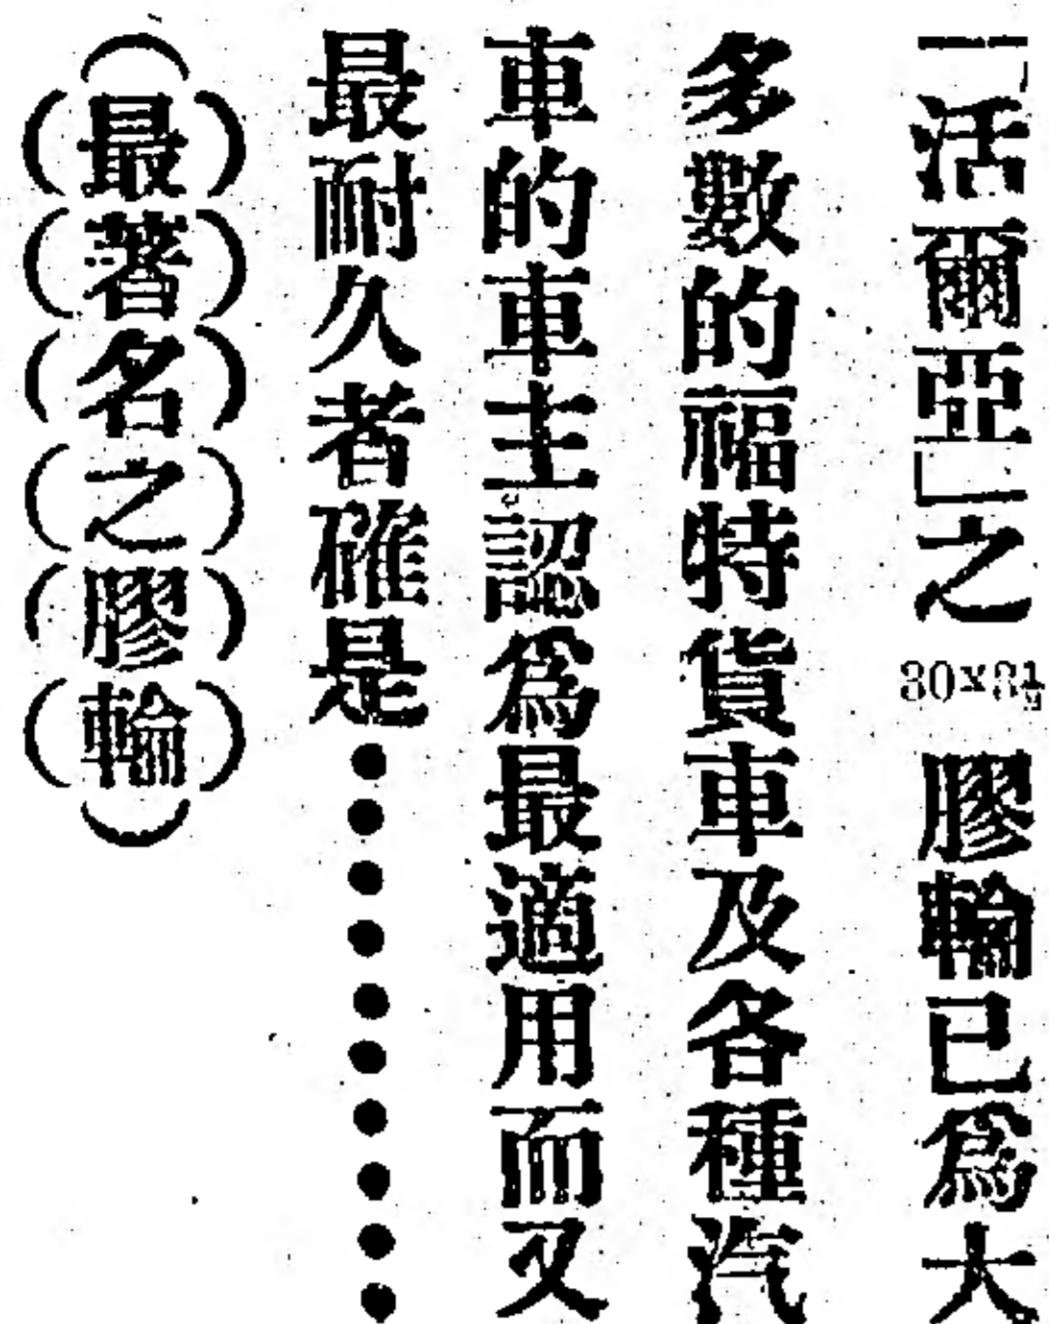 「活爾亞」之 30x3½ 膠輪已爲大
多數的福特貨車及各種汽
車的車主認爲最適用而又
最耐久者確是●●●●●●●●●●
(最著名之膠輪)